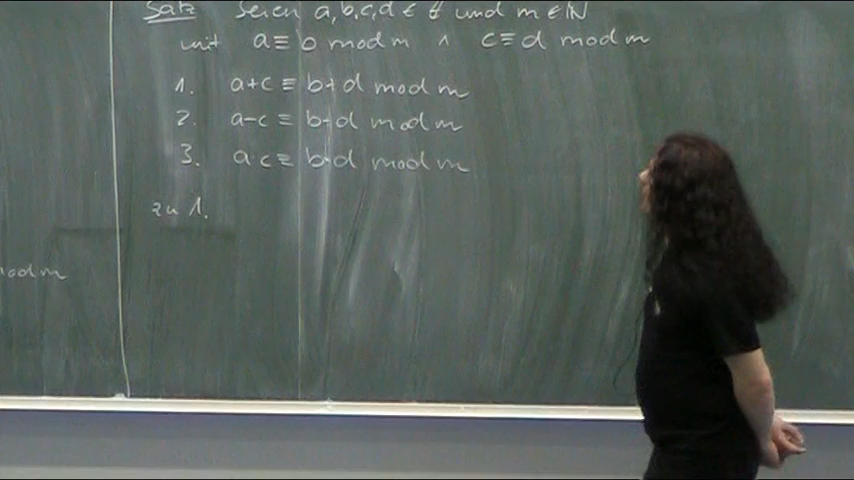 Satz Seien a,b,c,d ∈ ℤ und m ∈ ℕ
mit a ≡ b mod m ∧ c ≡ d mod m
1. a+c ≡ b+d mod m
2. a-c ≡ b-d mod m
3. a·c ≡ b·d mod m
zu 1.
mod m